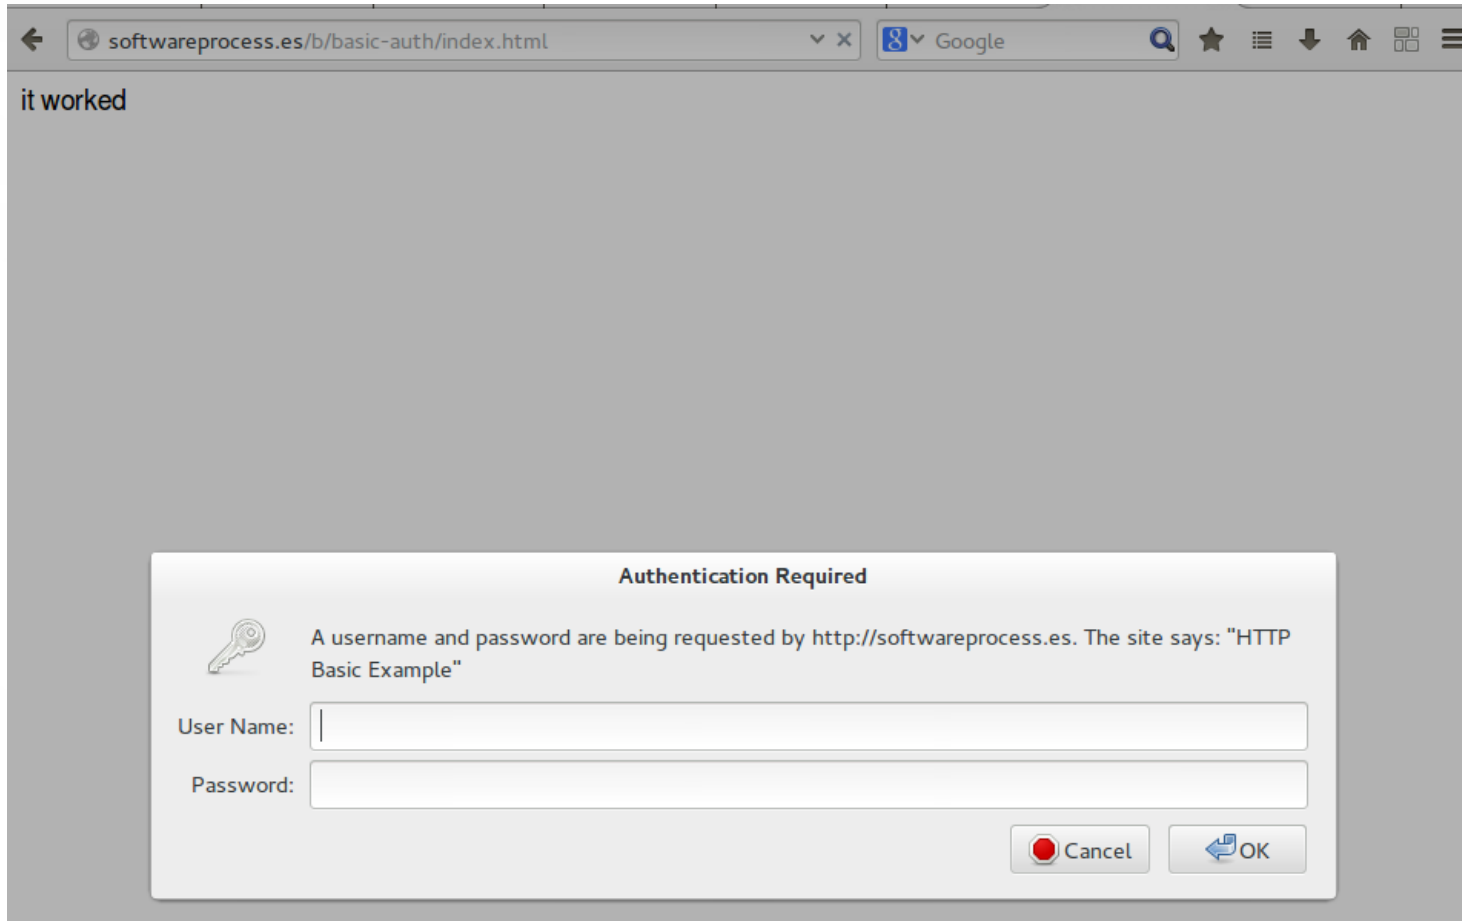 softwareprocess.es/b/basic-auth/index.html
Google
it worked
Authentication Required
A username and password are being requested by http://softwareprocess.es. The site says: "HTTP
Basic Example"
User Name:
Password:
Cancel
OK